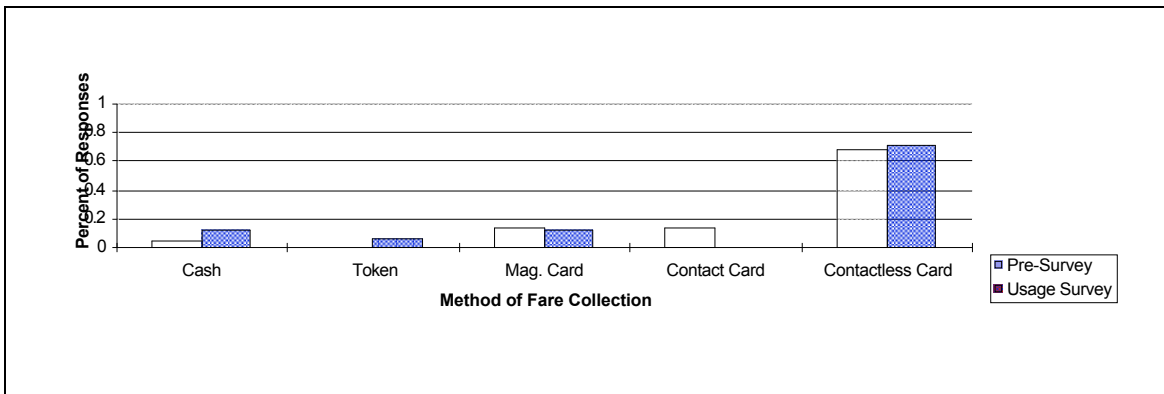 Percent of Responses
1
0.8
0.6
0.4
0.2
0
Cash
Token
Mag. Card
Contact Card
Contactless Card
Method of Fare Collection
Pre-Survey
Usage Survey